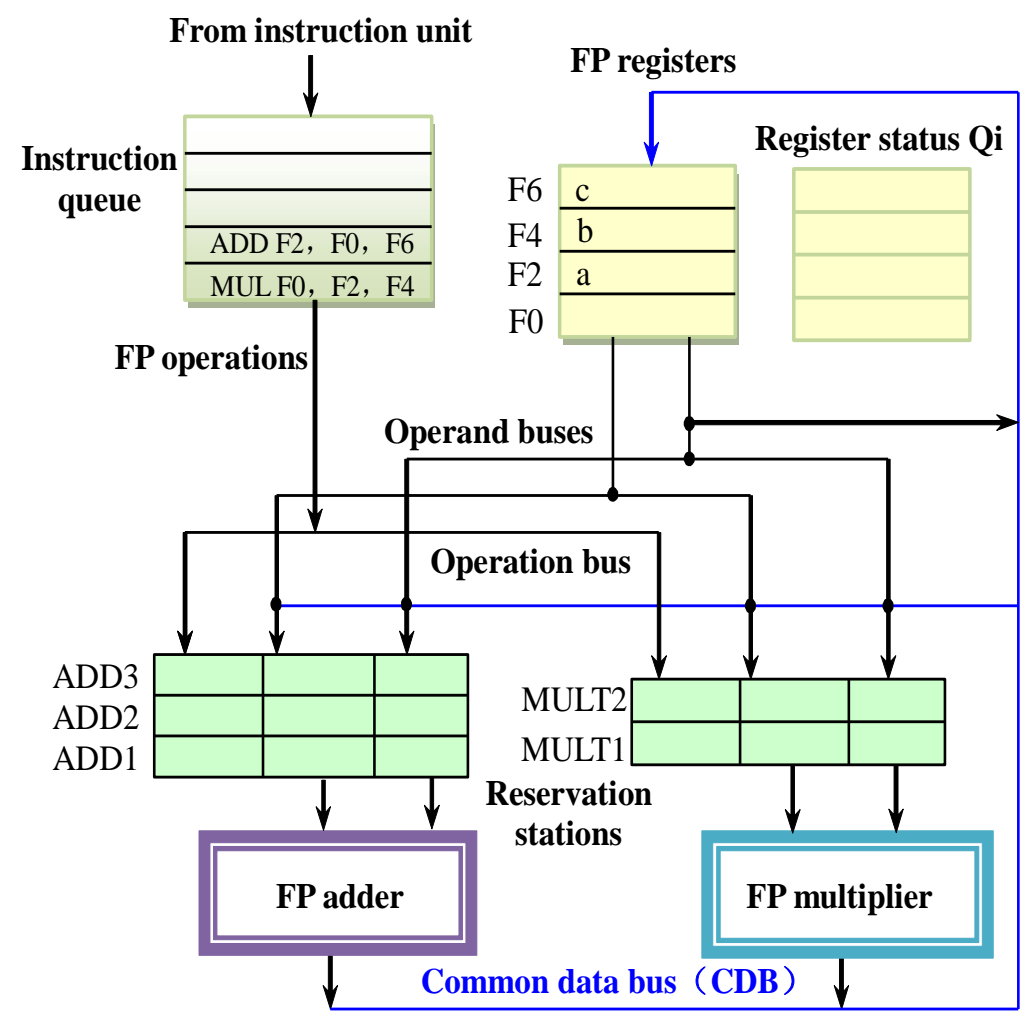 From instruction unit
FP registers
Instruction
queue
Register status Qi
F6 c
F4 b
F2 a
F0
ADD F2，F0，F6
MUL F0，F2，F4
FP operations
Operand buses
Operation bus
ADD3
ADD2
ADD1
MULT2
MULT1
Reservation
stations
FP adder
FP multiplier
Common data bus（CDB）